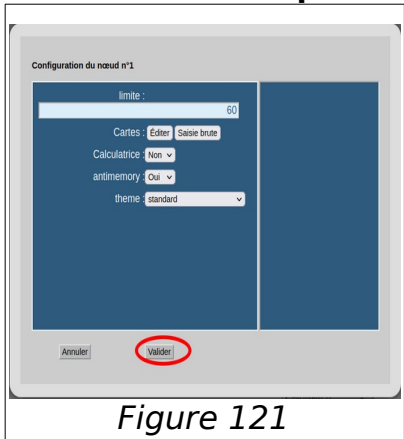 Configuration du nœud n°1
limite :
60
Cartes : Éditer Saisie brute
Calculatrice : Non
antimemory : Oui
theme : standard
Annuler Valider
Figure 121